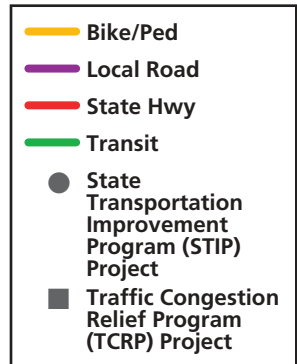 Bike/Ped
Local Road
State Hwy
Transit
State
Transportation
Improvement
Program (STIP)
Project
Traffic Congestion
Relief Program
(TCRP) Project